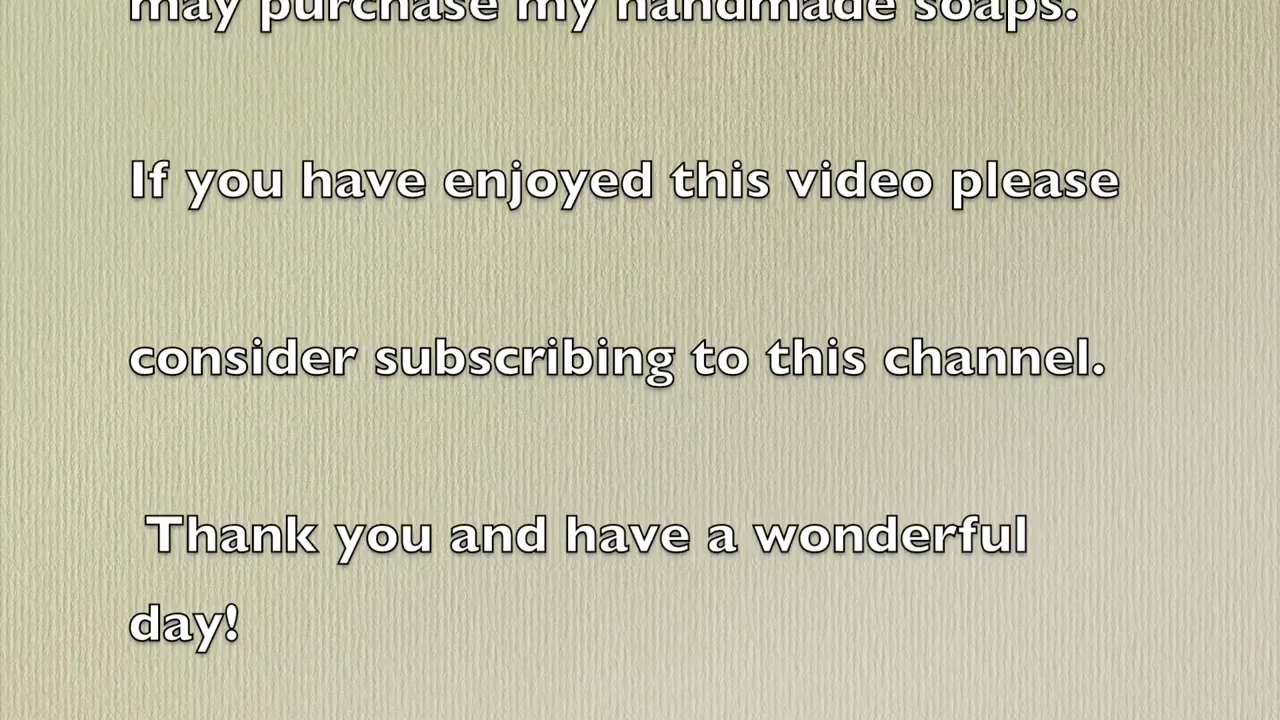 may purchase my handmade soaps.
If you have enjoyed this video please
consider subscribing to this channel.
Thank you and have a wonderful
day!